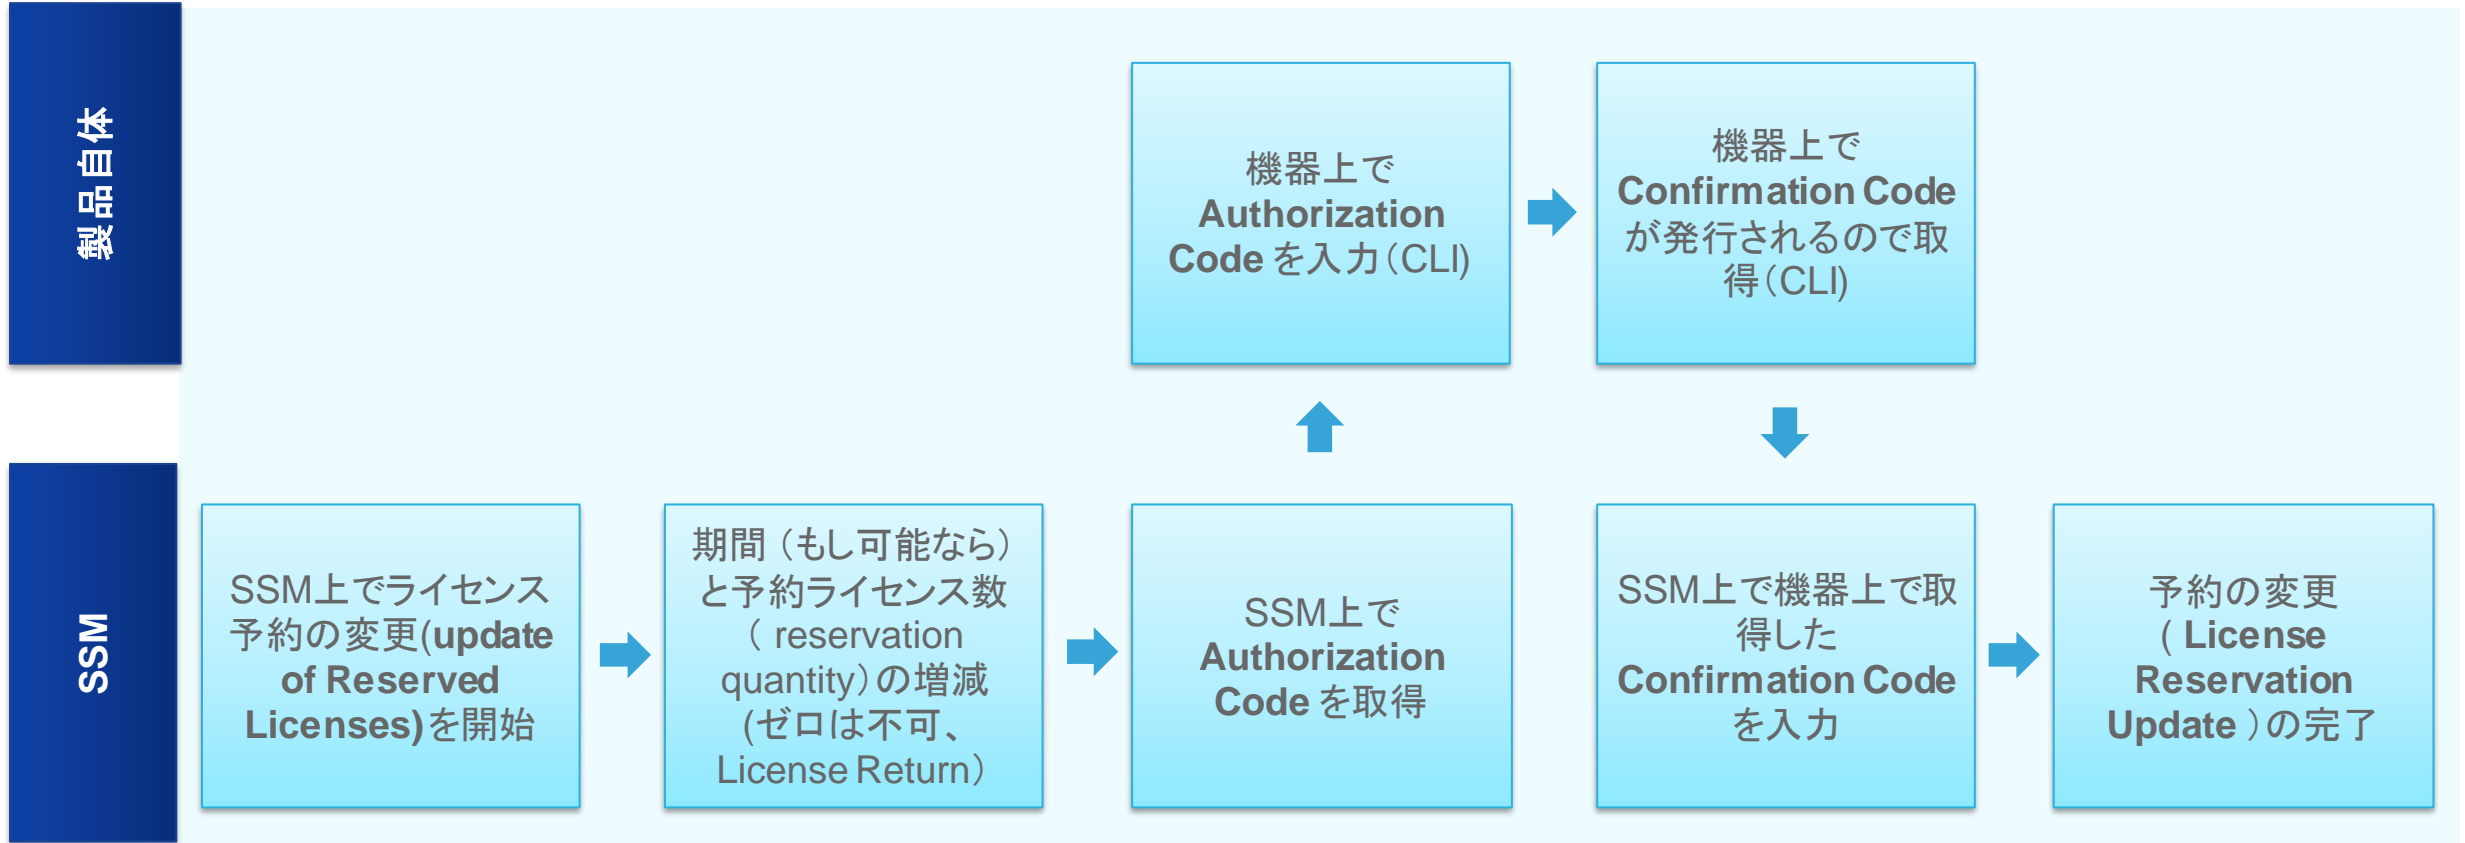 製品自体
機器上で
Authorization
Code を入力（CLI)
機器上で
Confirmation Code
が発行されるので取
得（CLI)
SSM
SSM上でライセンス
予約の変更(update
of Reserved
Licenses)を開始
期間（もし可能なら）
と予約ライセンス数
（ reservation
quantity）の増減
(ゼロは不可、
License Return）
SSM上で
Authorization
Code を取得
SSM上で機器上で取
得した
Confirmation Code
を入力
予約の変更
( License
Reservation
Update ）の完了